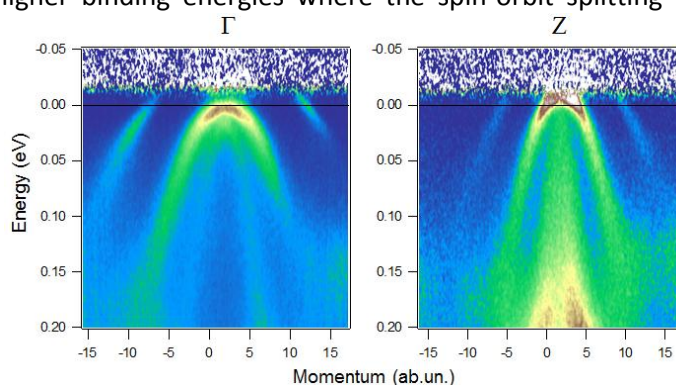 higher binding energies where the spin-orbit splitting
Γ Z
-0.05 -0.05
0.00 0.00
0.05 0.05
0.10 0.10
0.15 0.15
0.20 0.20
Energy (eV)
-15 -10 -5 0 5 10 15 -15 -10 -5 0 5 10 15
Momentum (ab.un.)